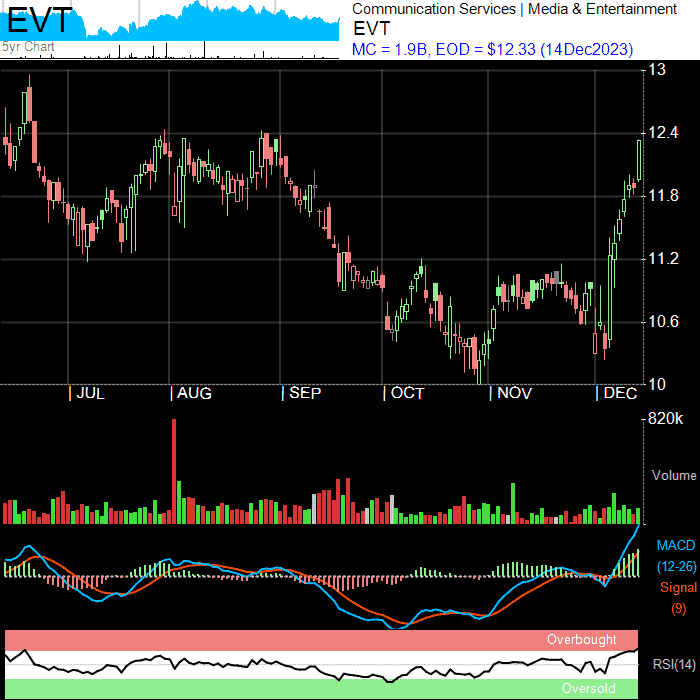 EVT
5yr Chart
Communication Services | Media & Entertainment
EVT
MC = 1.9B, EOD = $12.33 (14Dec2023)
13
12.4
11.8
11.2
10.6
10
| JUL | AUG | SEP | OCT | NOV | DEC
820k
Volume
MACD
(12-26)
Signal
(9)
Overbought
RSI(14)
Oversold